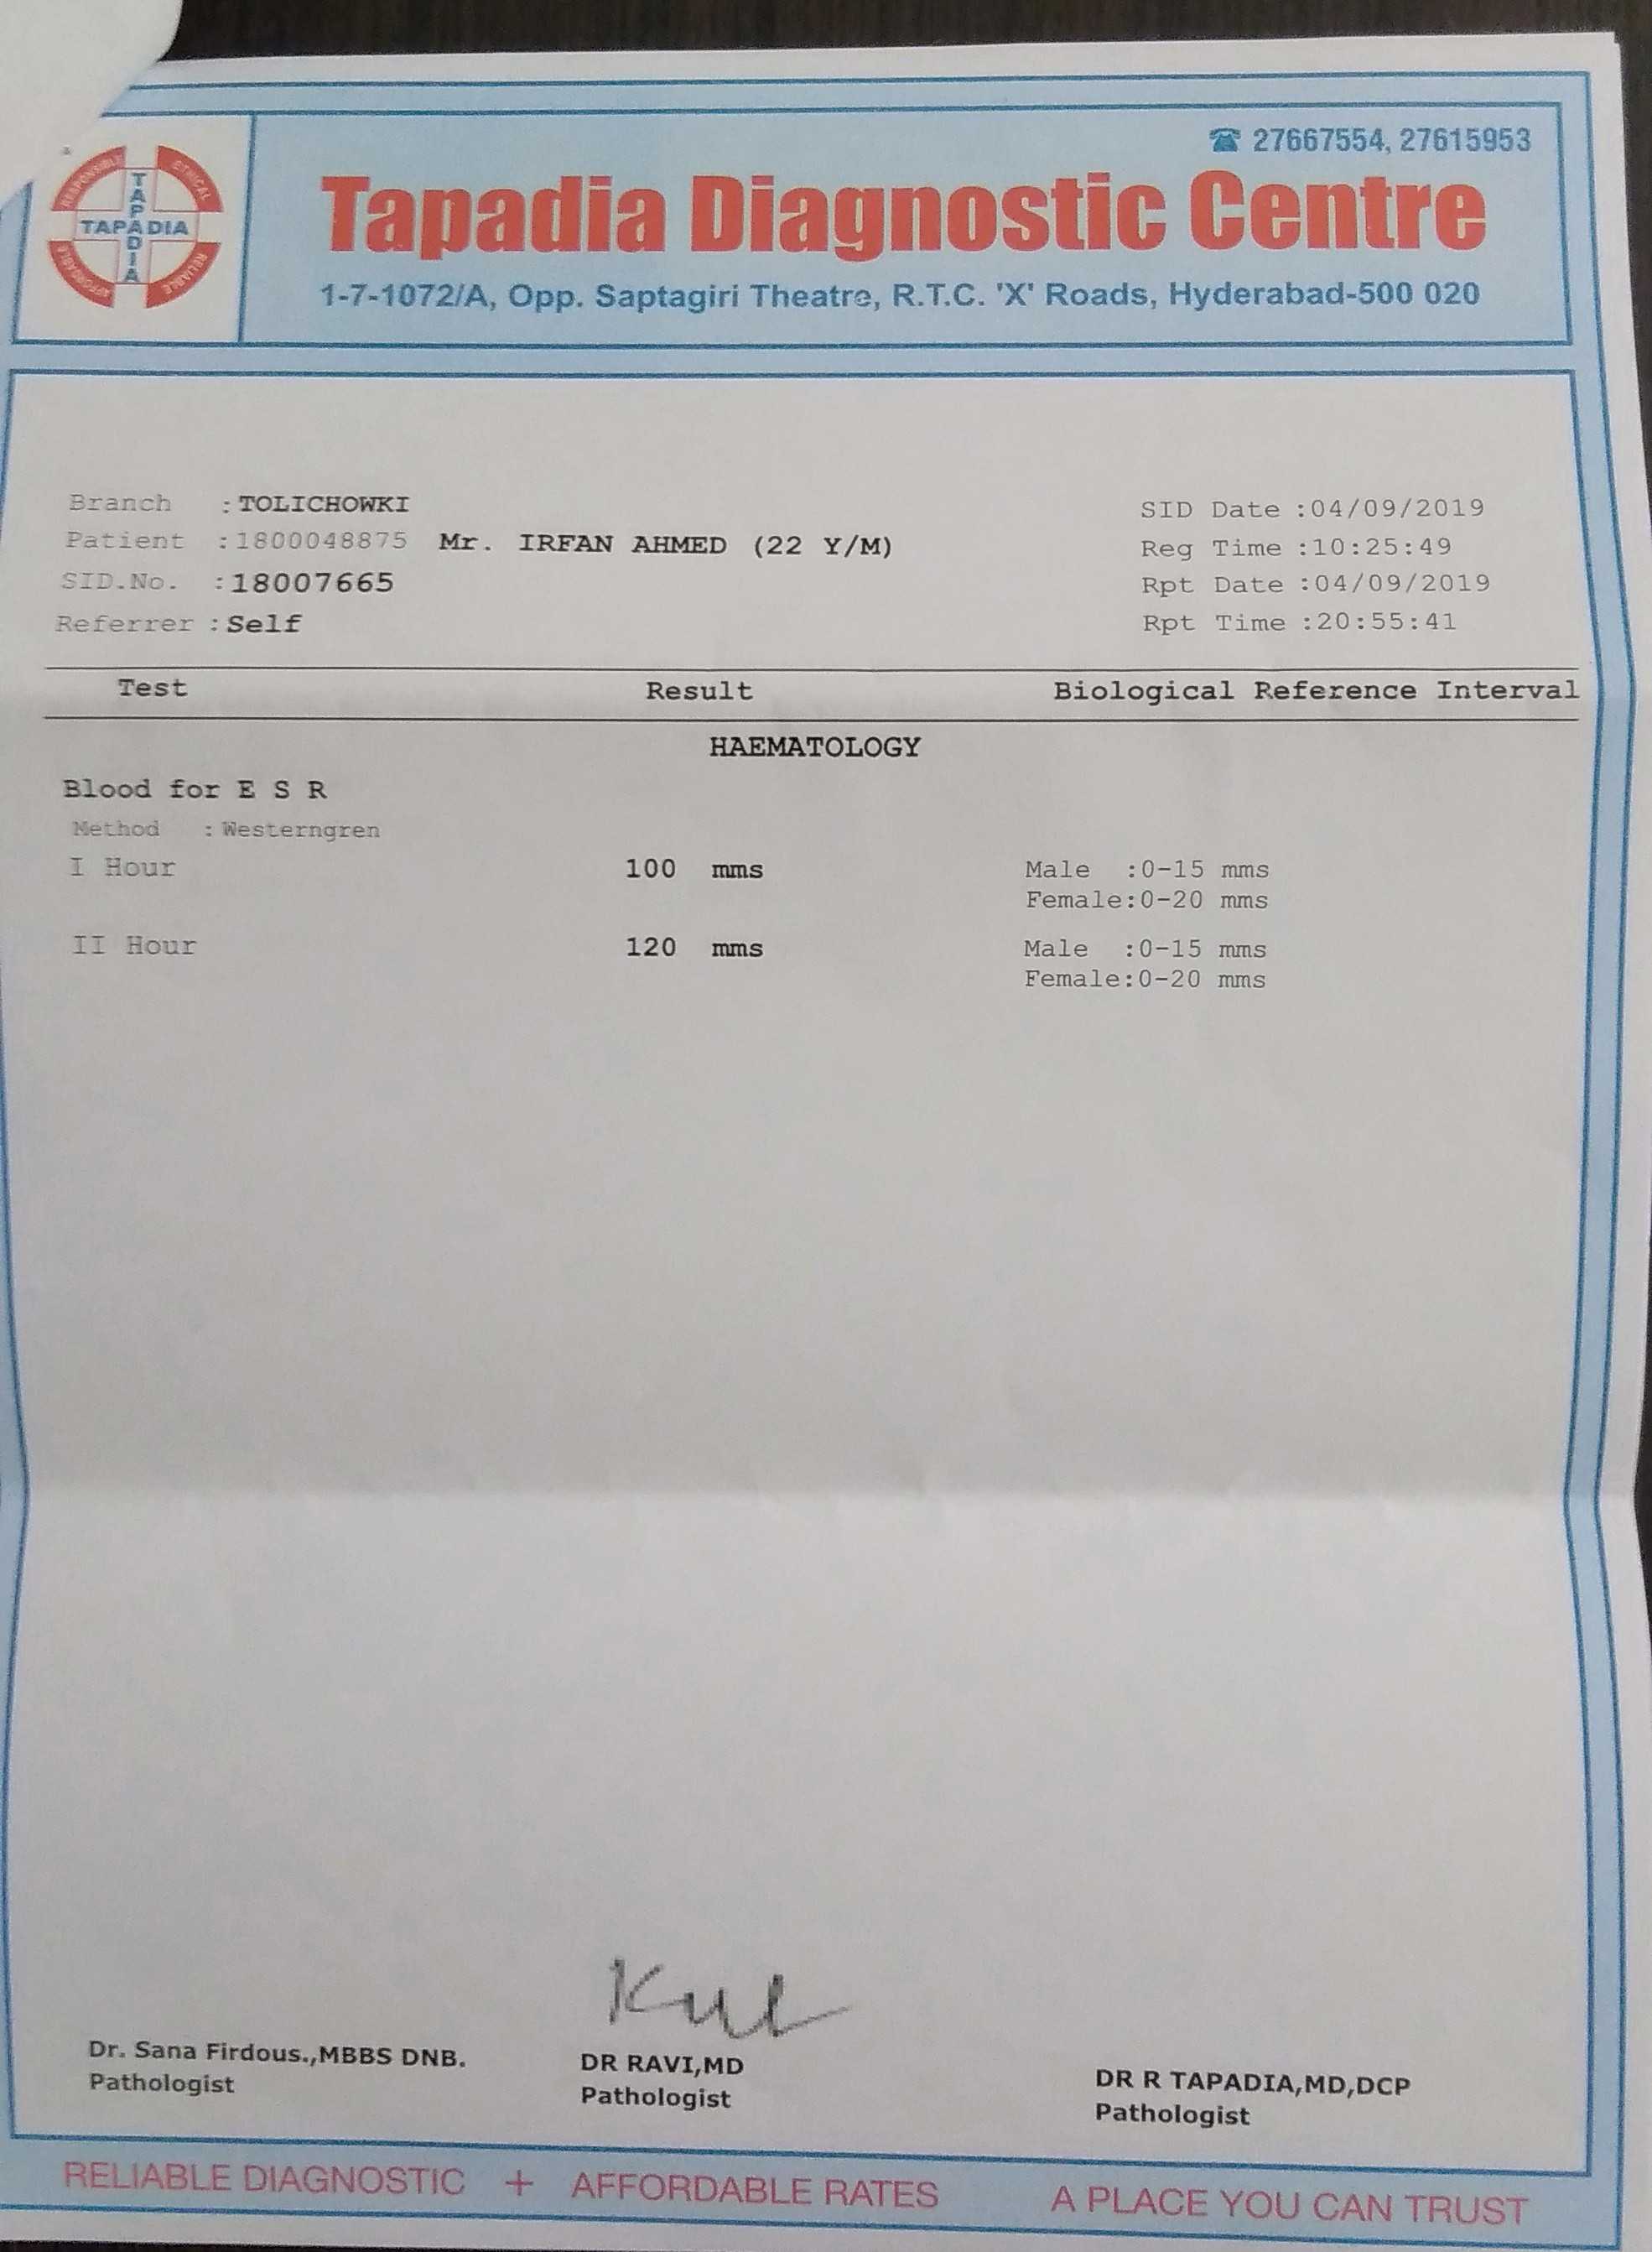 ☎ 27667554, 27615953
RESPONSIBLE
ETHICAL
TAPADIA
TAPADIA
AFFORDABLE
RELIABLE
Tapadia Diagnostic Centre
1-7-1072/A, Opp. Saptagiri Theatre, R.T.C. 'X' Roads, Hyderabad-500 020
Branch :TOLICHOWKI SID Date :04/09/2019
Patient :1800048875 Mr. IRFAN AHMED (22 Y/M) Reg Time :10:25:49
SID.No. :18007665 Rpt Date :04/09/2019
Referrer :Self Rpt Time :20:55:41
Test Result Biological Reference Interval
HAEMATOLOGY
Blood for E S R
Method : Westerngren
I Hour 100 mms Male :0-15 mms
Female:0-20 mms
II Hour 120 mms Male :0-15 mms
Female:0-20 mms
Dr. Sana Firdous.,MBBS DNB. DR RAVI,MD DR R TAPADIA,MD,DCP
Pathologist Pathologist Pathologist
RELIABLE DIAGNOSTIC + AFFORDABLE RATES A PLACE YOU CAN TRUST